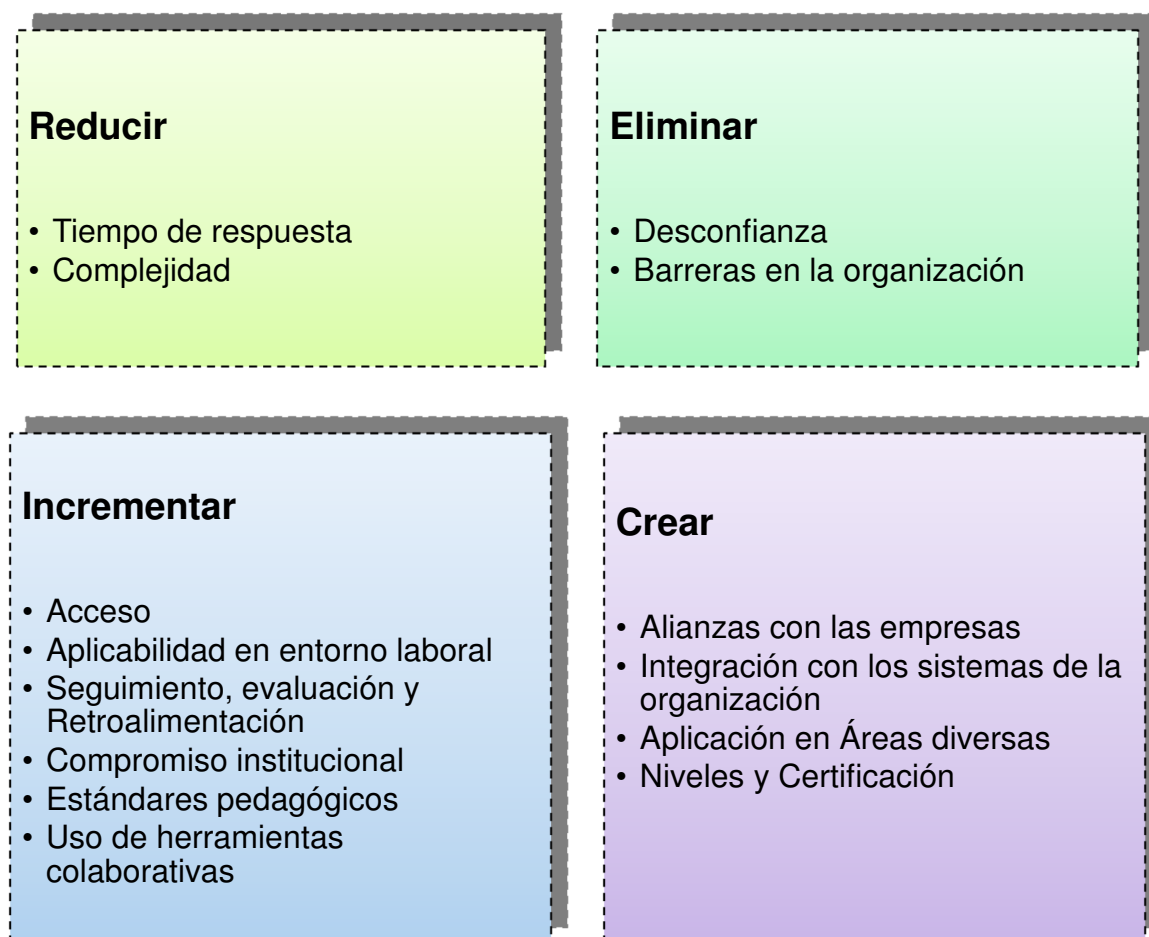 Reducir
• Tiempo de respuesta
• Complejidad
Eliminar
• Desconfianza
• Barreras en la organización
Incrementar
• Acceso
• Aplicabilidad en entorno laboral
• Seguimiento, evaluación y
Retroalimentación
• Compromiso institucional
• Estándares pedagógicos
• Uso de herramientas
colaborativas
Crear
• Alianzas con las empresas
• Integración con los sistemas de la
organización
• Aplicación en Áreas diversas
• Niveles y Certificación